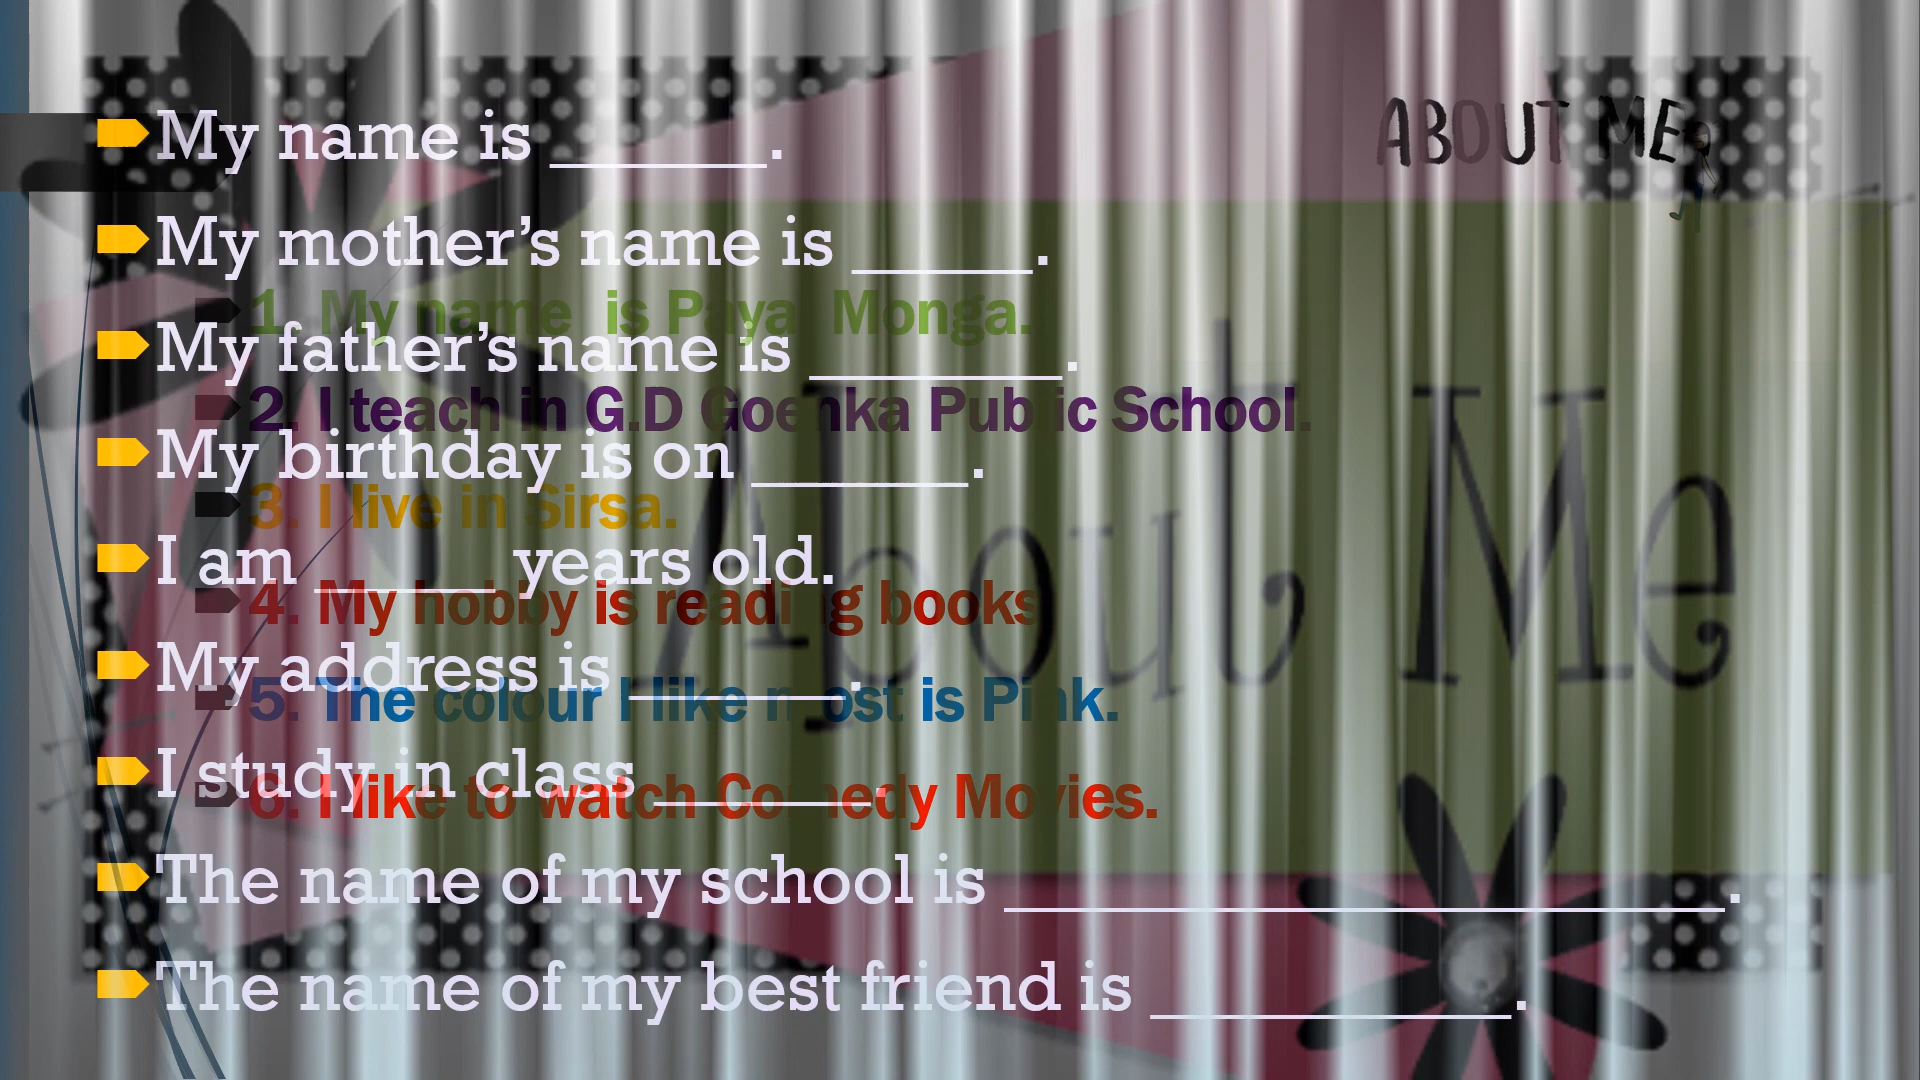 ABOUT ME
My name is ______.
My mother’s name is _____.
1. My name is Payal Monga.
My father’s name is _______.
2. I teach in G.D Goenka Public School.
My birthday is on ______.
3. I live in Sirsa.
I am _____ years old.
4. My hobby is reading books
My address is ______.
5. The colour I like most is Pink.
I study in class ______.
6. I like to watch Comedy Movies.
The name of my school is ____________________.
The name of my best friend is __________.
About Me